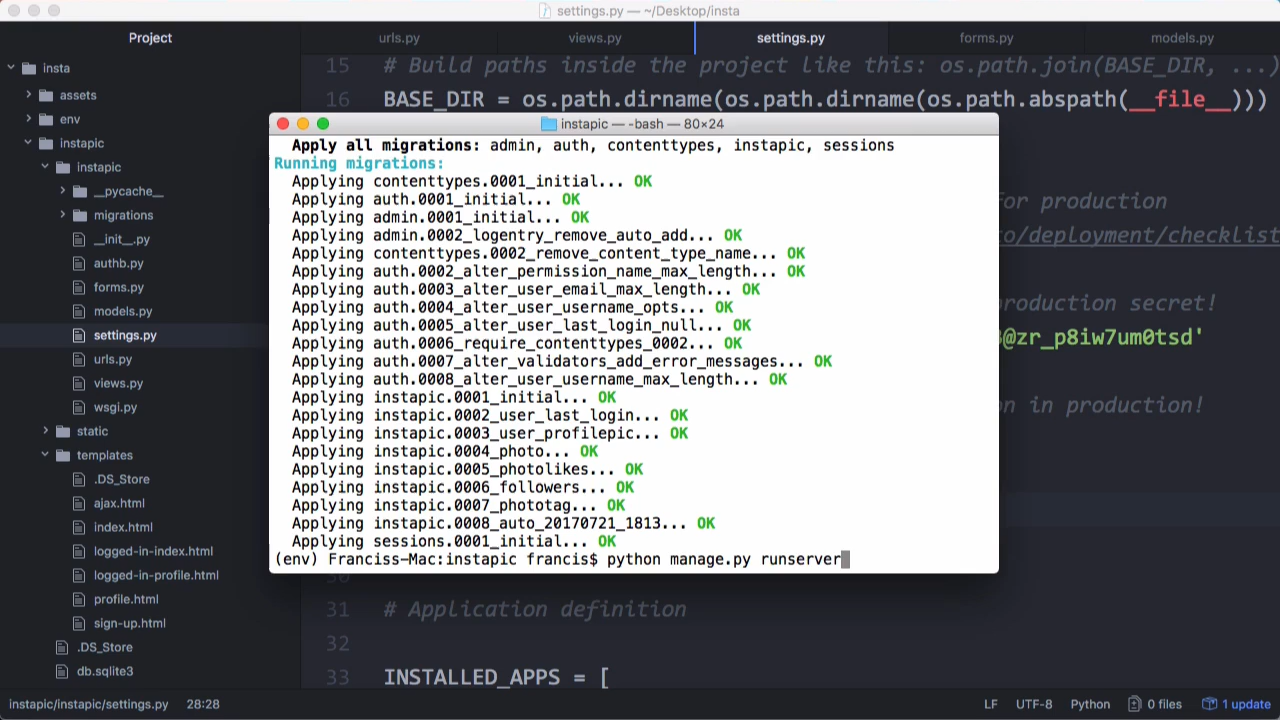 settings.py — ~/Desktop/insta
Project
urls.py
views.py
settings.py
forms.py
models.py
insta
assets
env
instapic
instapic
__pycache__
migrations
__init__.py
authb.py
forms.py
models.py
settings.py
urls.py
views.py
wsgi.py
static
templates
.DS_Store
ajax.html
index.html
logged-in-index.html
logged-in-profile.html
profile.html
sign-up.html
.DS_Store
db.sqlite3
15 # Build paths inside the project like this: os.path.join(BASE_DIR, ...)
16 BASE_DIR = os.path.dirname(os.path.dirname(os.path.abspath(__file__)))
for production
to/deployment/checklist
production secret!
@zr_p8iw7um0tsd'
on in production!
instapic — -bash — 80×24
Apply all migrations: admin, auth, contenttypes, instapic, sessions
Running migrations:
Applying contenttypes.0001_initial... OK
Applying auth.0001_initial... OK
Applying admin.0001_initial... OK
Applying admin.0002_logentry_remove_auto_add... OK
Applying contenttypes.0002_remove_content_type_name... OK
Applying auth.0002_alter_permission_name_max_length... OK
Applying auth.0003_alter_user_email_max_length... OK
Applying auth.0004_alter_user_username_opts... OK
Applying auth.0005_alter_user_last_login_null... OK
Applying auth.0006_require_contenttypes_0002... OK
Applying auth.0007_alter_validators_add_error_messages... OK
Applying auth.0008_alter_user_username_max_length... OK
Applying instapic.0001_initial... OK
Applying instapic.0002_user_last_login... OK
Applying instapic.0003_user_profilepic... OK
Applying instapic.0004_photo... OK
Applying instapic.0005_photolikes... OK
Applying instapic.0006_followers... OK
Applying instapic.0007_phototag... OK
Applying instapic.0008_auto_20170721_1813... OK
Applying sessions.0001_initial... OK
(env) Franciss-Mac:instapic francis$ python manage.py runserver
30
31 # Application definition
32
33 INSTALLED_APPS = [
instapic/instapic/settings.py 28:28
LF UTF-8 Python 0 files 1 update